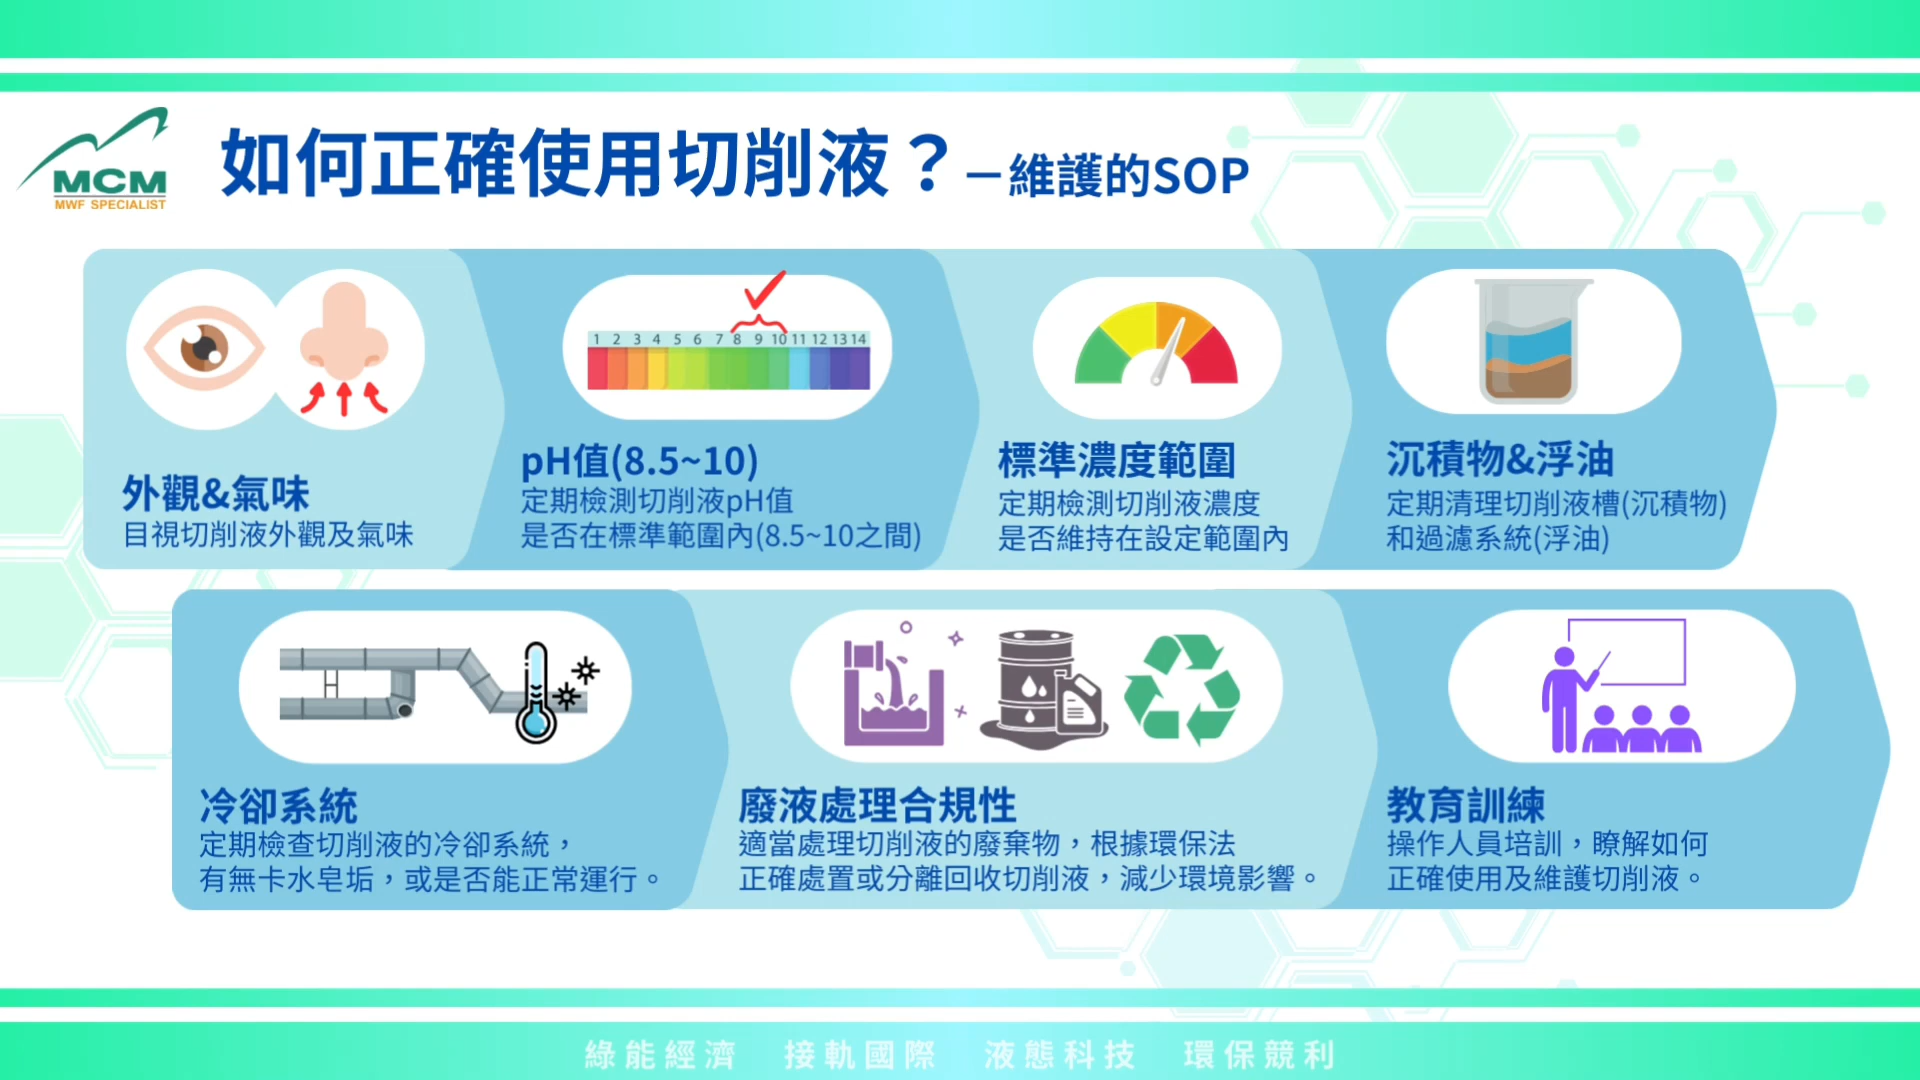 MCM
MWF SPECIALIST
如何正確使用切削液？－維護的SOP
1 2 3 4 5 6 7 8 9 10 11 12 13 14
外觀&氣味
目視切削液外觀及氣味
pH值(8.5~10)
定期檢測切削液pH值
是否在標準範圍內(8.5~10之間)
標準濃度範圍
定期檢測切削液濃度
是否維持在設定範圍內
沉積物&浮油
定期清理切削液槽(沉積物)
和過濾系統(浮油)
冷卻系統
定期檢查切削液的冷卻系統，
有無卡水皂垢，或是否能正常運行。
廢液處理合規性
適當處理切削液的廢棄物，根據環保法
正確處置或分離回收切削液，減少環境影響。
教育訓練
操作人員培訓，瞭解如何
正確使用及維護切削液。
綠能經濟 接軌國際 液態科技 環保競利